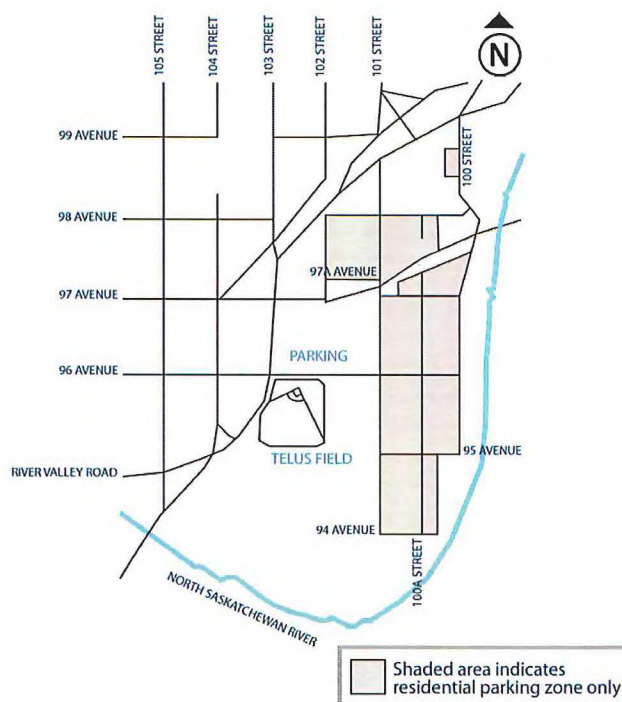 105 STREET
104 STREET
103 STREET
102 STREET
101 STREET
N
99 AVENUE
100 STREET
98 AVENUE
97A AVENUE
97 AVENUE
PARKING
96 AVENUE
TELUS FIELD
95 AVENUE
RIVER VALLEY ROAD
94 AVENUE
100A STREET
NORTH SASKATCHEWAN RIVER
Shaded area indicates
residential parking zone only